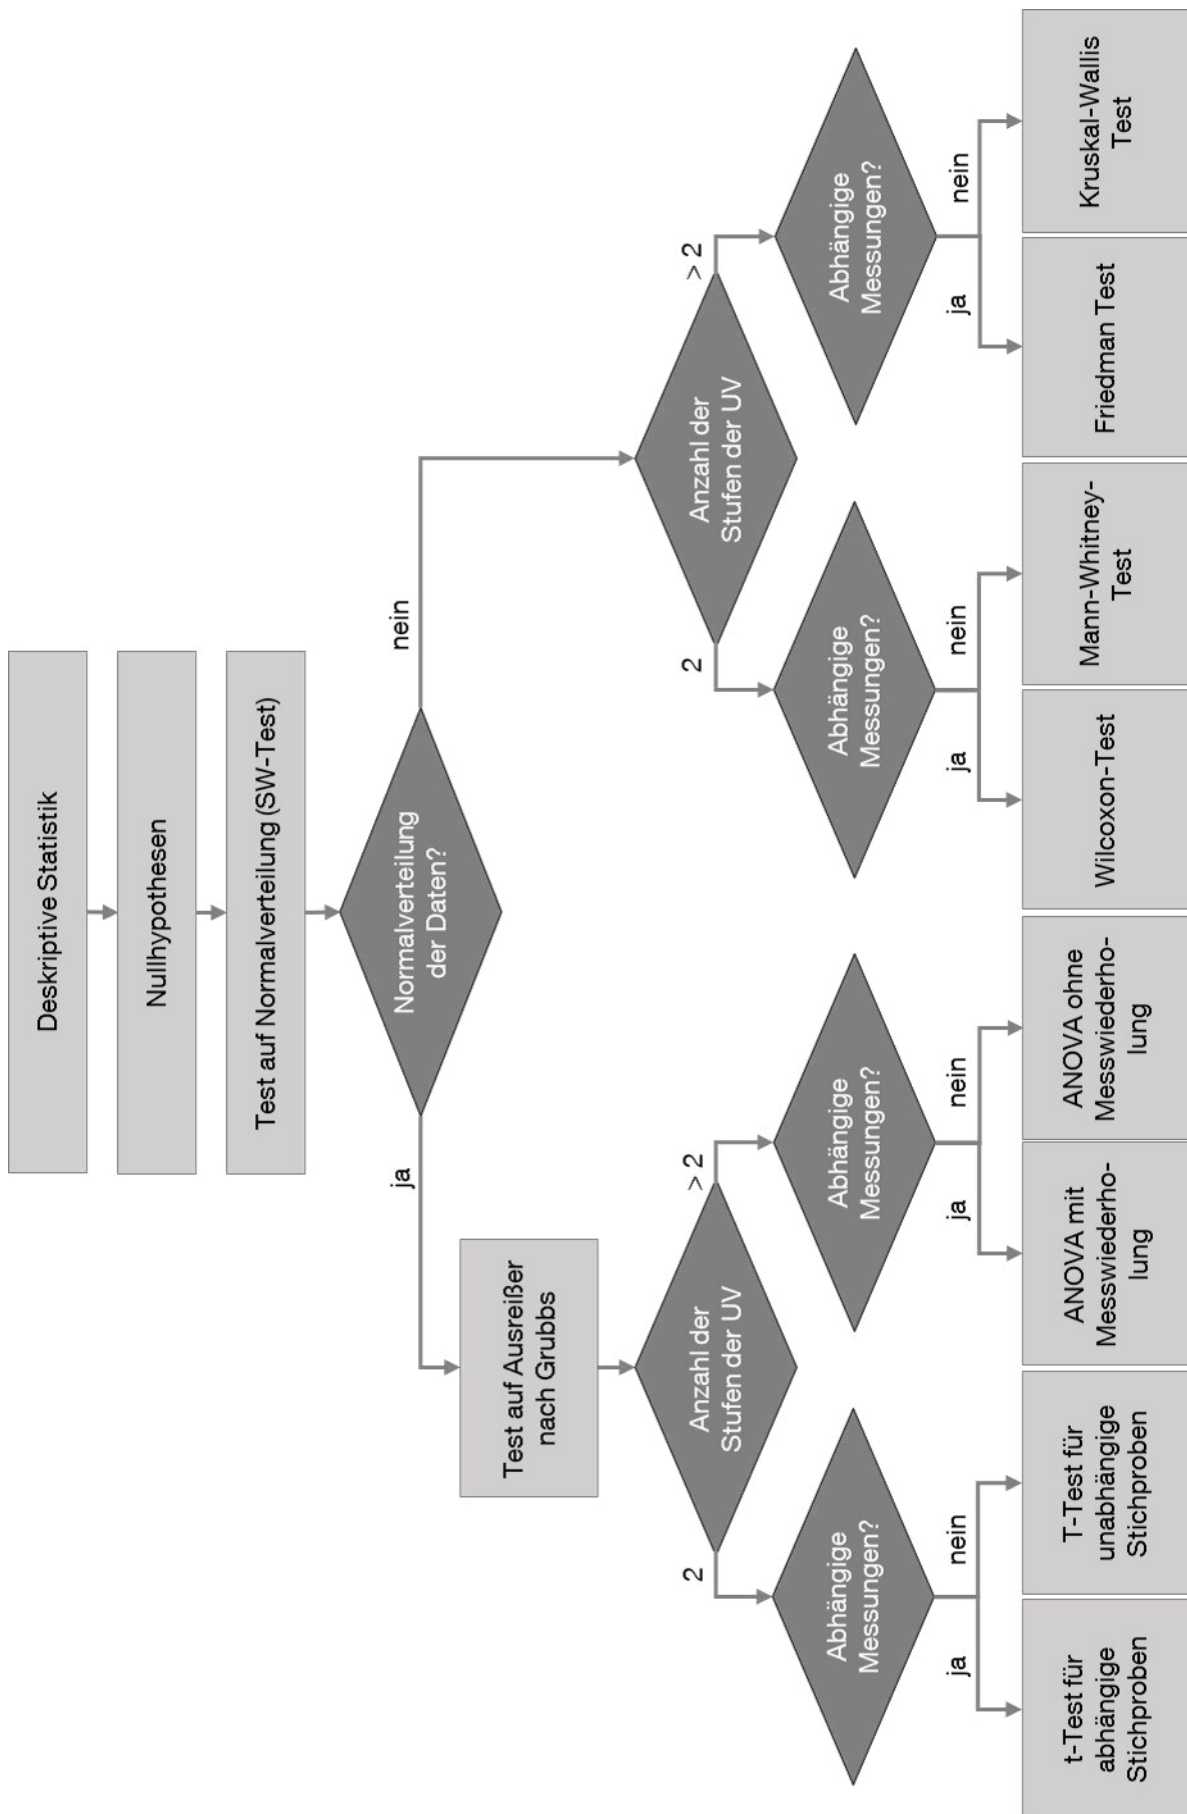 Deskriptive Statistik
Nullhypothesen
Test auf Normalverteilung (SW-Test)
Normalverteilung
der Daten?
ja
nein
Test auf Ausreißer
nach Grubbs
Anzahl der
Stufen der UV
2
> 2
Anzahl der
Stufen der UV
2
> 2
Abhängige
Messungen?
ja
nein
Abhängige
Messungen?
ja
nein
Abhängige
Messungen?
ja
nein
Abhängige
Messungen?
ja
nein
t-Test für
abhängige
Stichproben
T-Test für
unabhängige
Stichproben
ANOVA mit
Messwiederho-
lung
ANOVA ohne
Messwiederho-
lung
Wilcoxon-Test
Mann-Whitney-
Test
Friedman Test
Kruskal-Wallis
Test